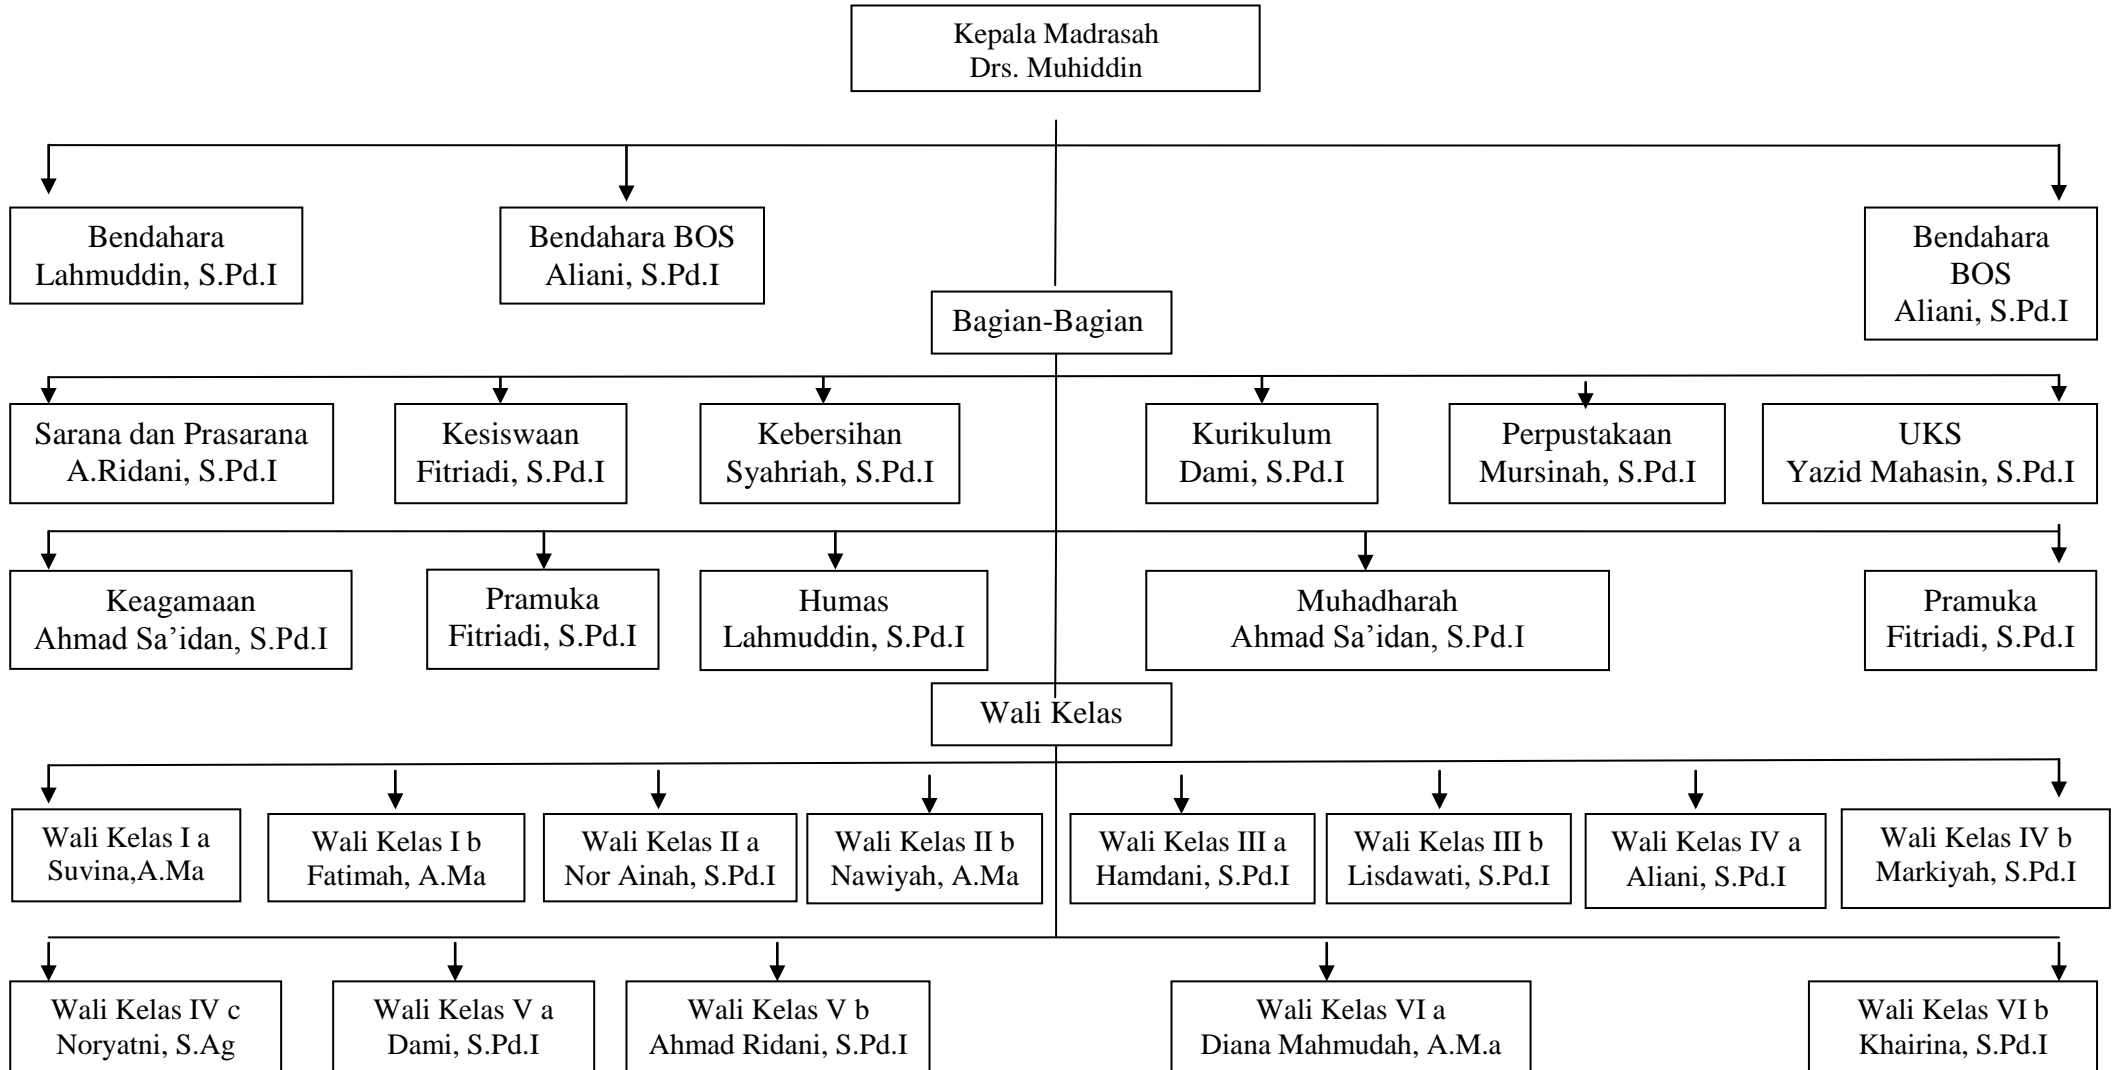 Kepala Madrasah
Drs. Muhiddin
Bendahara
Lahmuddin, S.Pd.I
Bendahara BOS
Aliani, S.Pd.I
Bendahara
BOS
Aliani, S.Pd.I
Bagian-Bagian
Sarana dan Prasarana
A.Ridani, S.Pd.I
Kesiswaan
Fitriadi, S.Pd.I
Kebersihan
Syahriah, S.Pd.I
Kurikulum
Dami, S.Pd.I
Perpustakaan
Mursinah, S.Pd.I
UKS
Yazid Mahasin, S.Pd.I
Keagamaan
Ahmad Sa’idan, S.Pd.I
Pramuka
Fitriadi, S.Pd.I
Humas
Lahmuddin, S.Pd.I
Muhadharah
Ahmad Sa’idan, S.Pd.I
Pramuka
Fitriadi, S.Pd.I
Wali Kelas
Wali Kelas I a
Suvina,A.Ma
Wali Kelas I b
Fatimah, A.Ma
Wali Kelas II a
Nor Ainah, S.Pd.I
Wali Kelas II b
Nawiyah, A.Ma
Wali Kelas III a
Hamdani, S.Pd.I
Wali Kelas III b
Lisdawati, S.Pd.I
Wali Kelas IV a
Aliani, S.Pd.I
Wali Kelas IV b
Markiyah, S.Pd.I
Wali Kelas IV c
Noryatni, S.Ag
Wali Kelas V a
Dami, S.Pd.I
Wali Kelas V b
Ahmad Ridani, S.Pd.I
Wali Kelas VI a
Diana Mahmudah, A.M.a
Wali Kelas VI b
Khairina, S.Pd.I